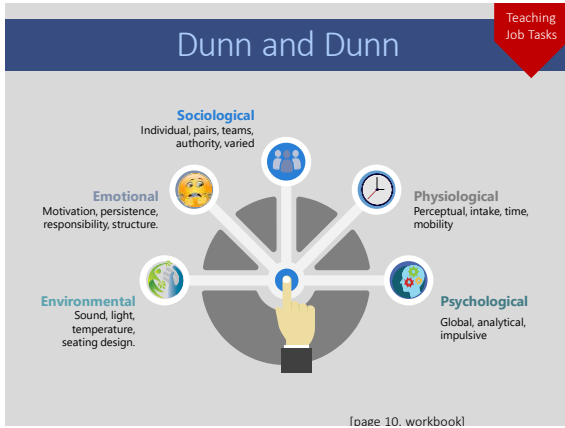 Teaching
Job Tasks
Dunn and Dunn
Sociological
Individual, pairs, teams,
authority, varied
Emotional
Motivation, persistence,
responsibility, structure.
Physiological
Perceptual, intake, time,
mobility
Environmental
Sound, light,
temperature,
seating design.
Psychological
Global, analytical,
impulsive
[page 10, workbook]